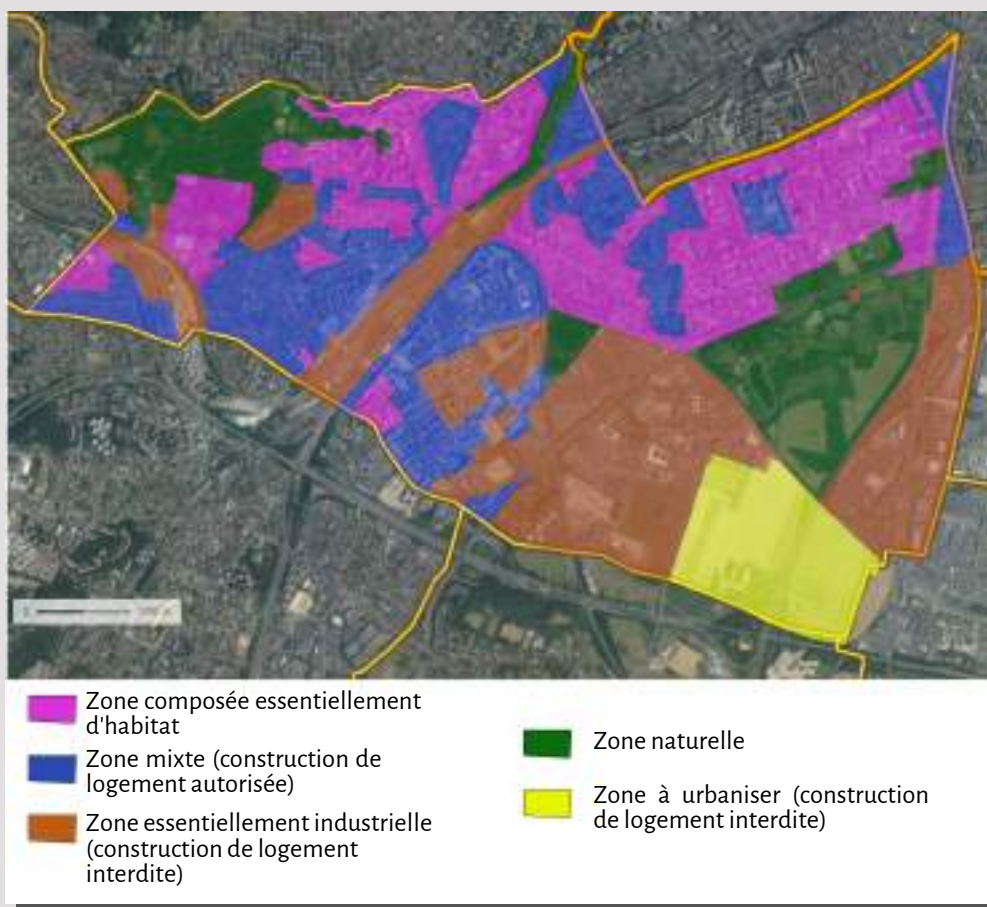 Zone composée essentiellement
d'habitat
Zone mixte (construction de
logement autorisée)
Zone essentiellement industrielle
(construction de logement
interdite)
Zone naturelle
Zone à urbaniser (construction
de logement interdite)